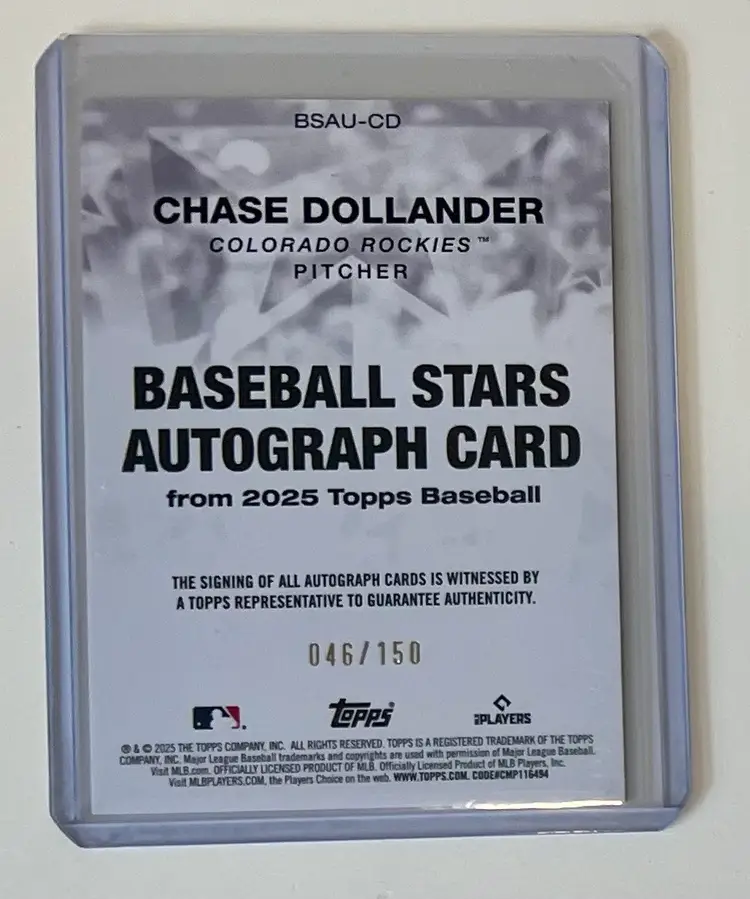 BSAU-CD
CHASE DOLLANDER
COLORADO ROCKIES™
PITCHER
BASEBALL STARS
AUTOGRAPH CARD
from 2025 Topps Baseball
THE SIGNING OF ALL AUTOGRAPH CARDS IS WITNESSED BY
A TOPPS REPRESENTATIVE TO GUARANTEE AUTHENTICITY.
046/150
Topps
PLAYERS
® & © 2025 THE TOPPS COMPANY, INC. ALL RIGHTS RESERVED. TOPPS IS A REGISTERED TRADEMARK OF THE TOPPS
COMPANY, INC. Major League Baseball trademarks and copyrights are used with permission of Major League Baseball.
Visit MLB.com. OFFICIALLY LICENSED PRODUCT OF MLB. Officially Licensed Product of MLB Players, Inc.
Visit MLBPLAYERS.COM, the Players Choice on the web. WWW.TOPPS.COM. CODE#CMP116494